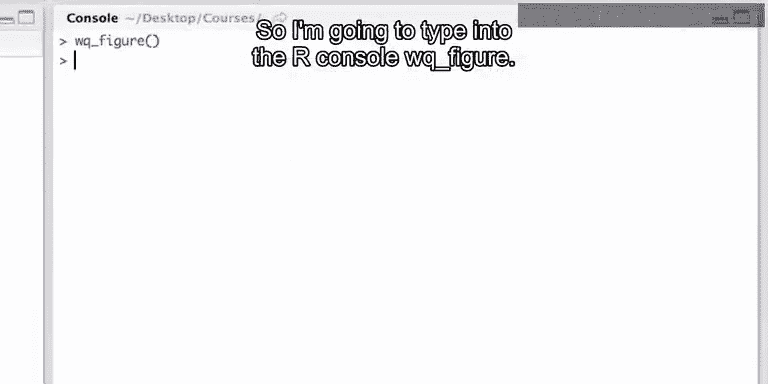 Console ~/Desktop/Courses/
So I'm going to type into
the R console wq_figure.
> wq_figure()
>